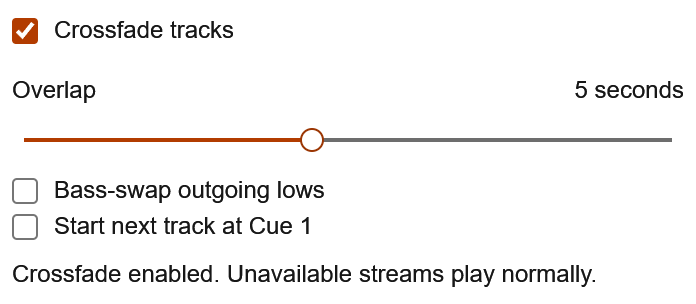 Crossfade tracks
Overlap 5 seconds
Bass-swap outgoing lows
Start next track at Cue 1
Crossfade enabled. Unavailable streams play normally.